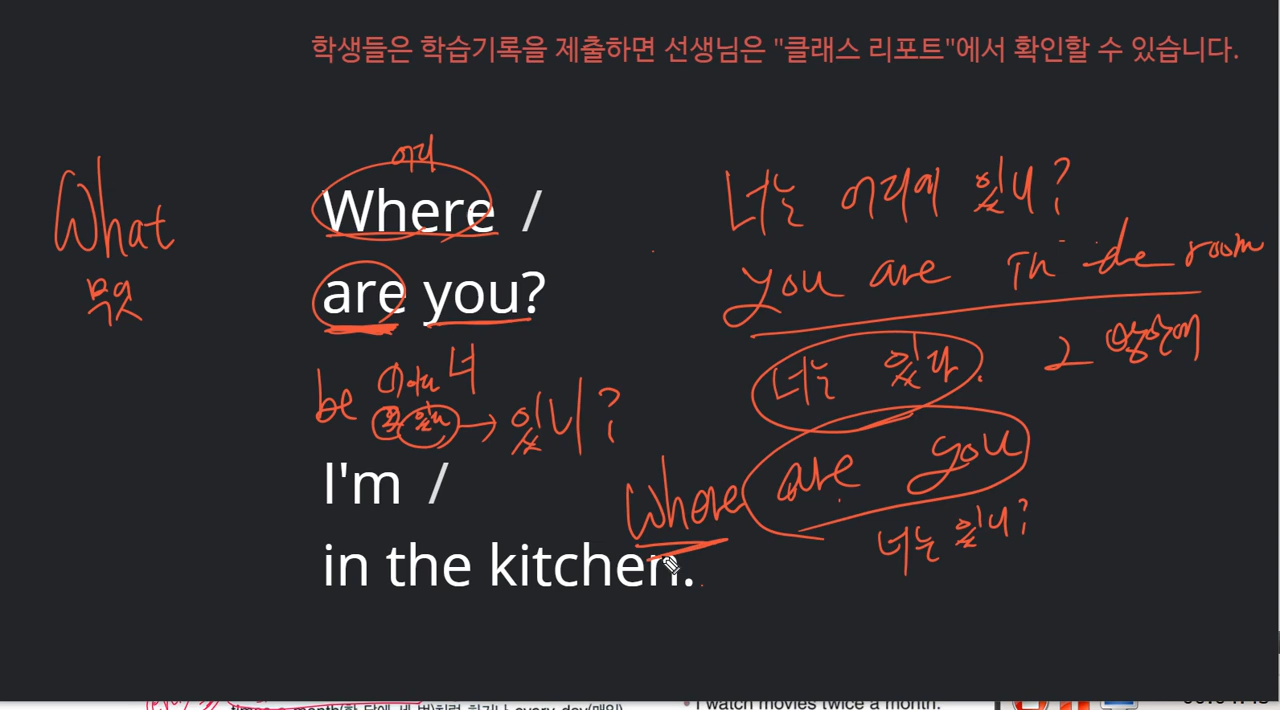 학생들은 학습기록을 제출하면 선생님은 "클래스 리포트"에서 확인할 수 있습니다.
어디
What
무엇
Where /
are you?
너는 어디에 있니?
you are in the room
be 너
있니?
너는 있다.
그 방안에
I'm /
in the kitchen.
Where are you
너는 있니?
I watch movies twice a month.